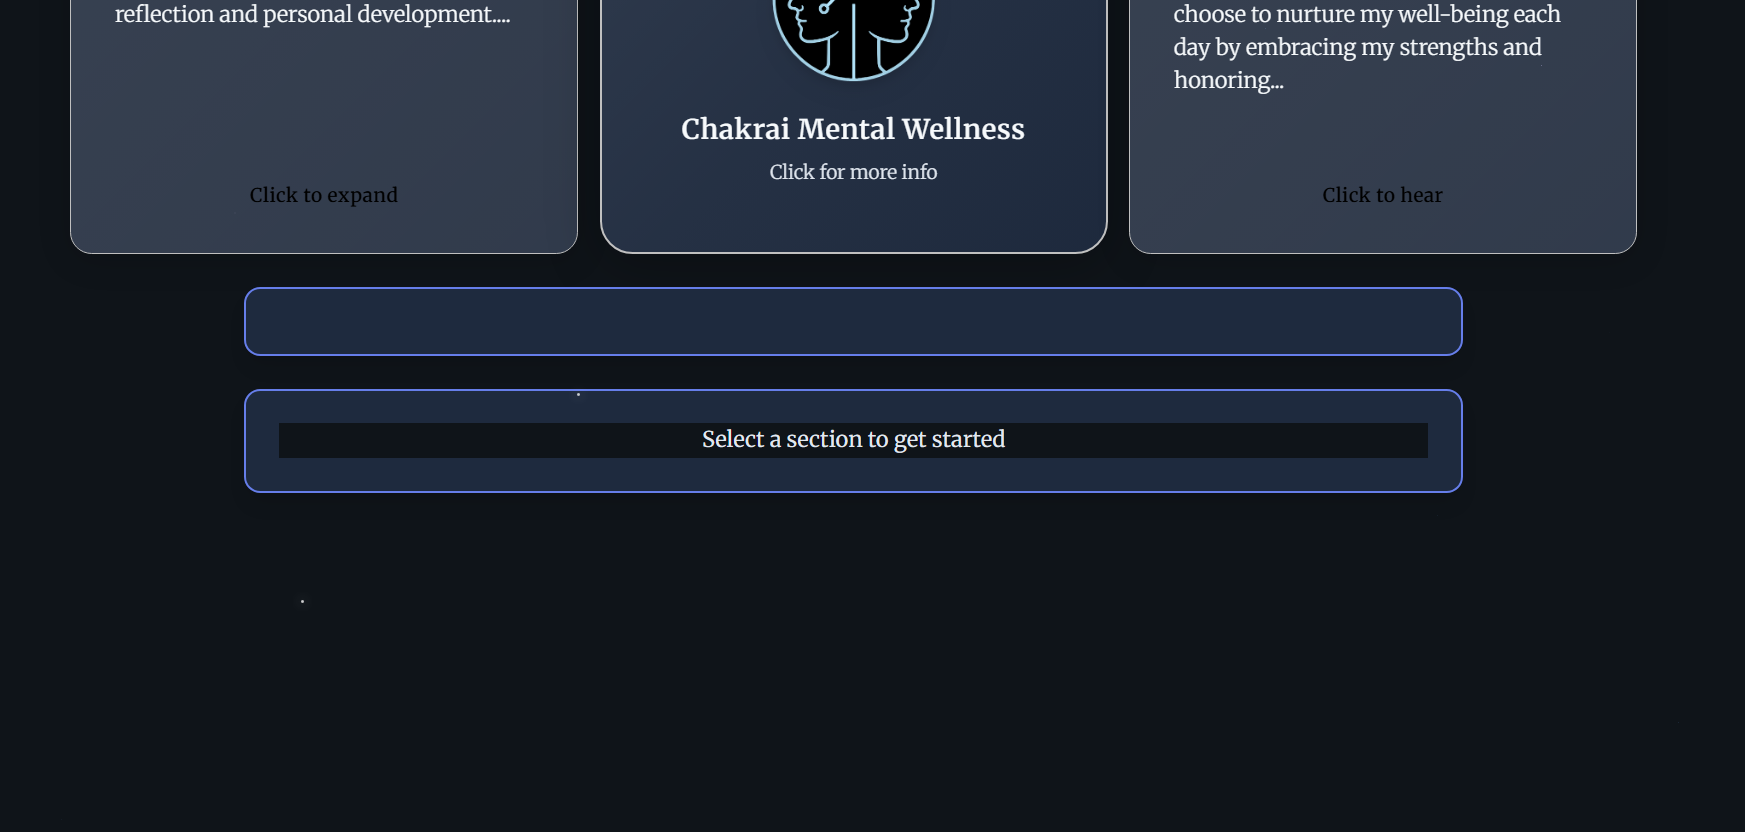 reflection and personal development....
choose to nurture my well-being each
day by embracing my strengths and
honoring...
Chakrai Mental Wellness
Click for more info
Click to expand
Click to hear
Select a section to get started